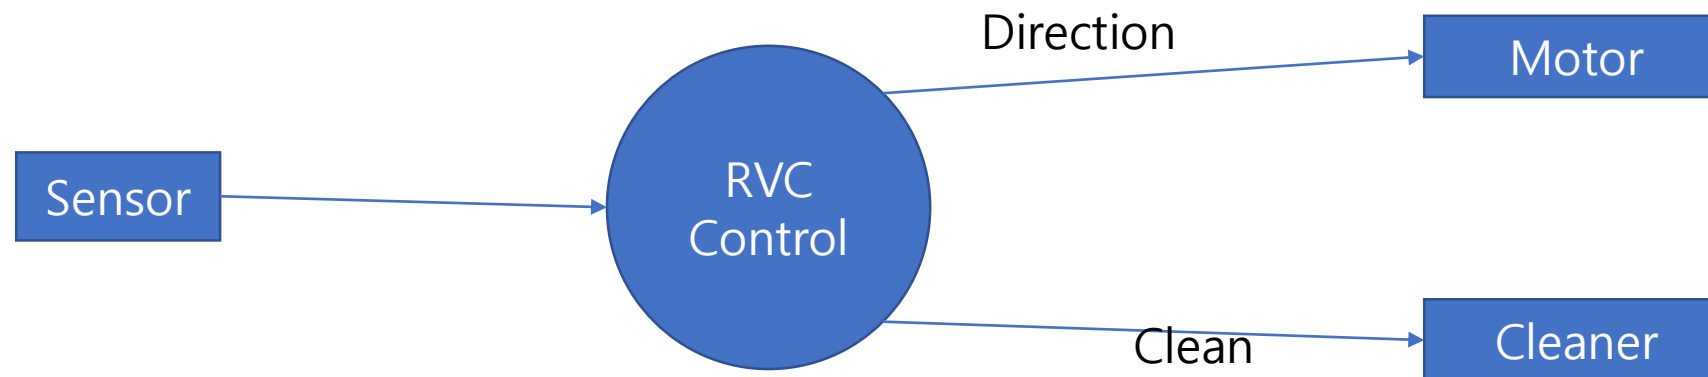 Direction
Motor
Sensor
RVC
Control
Clean
Cleaner